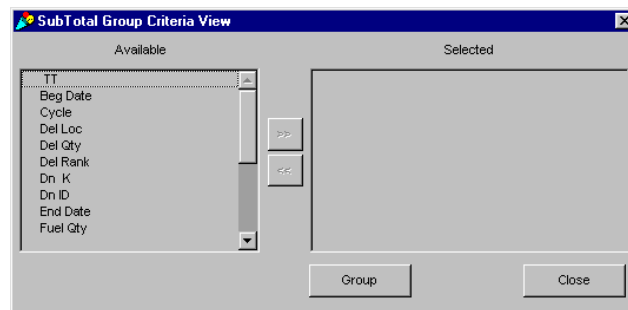 SubTotal Group Criteria View
Available
Selected
TT
Beg Date
Cycle
Del Loc
Del Qty
Del Rank
Dn K
Dn ID
End Date
Fuel Qty
>>
<<
Group
Close